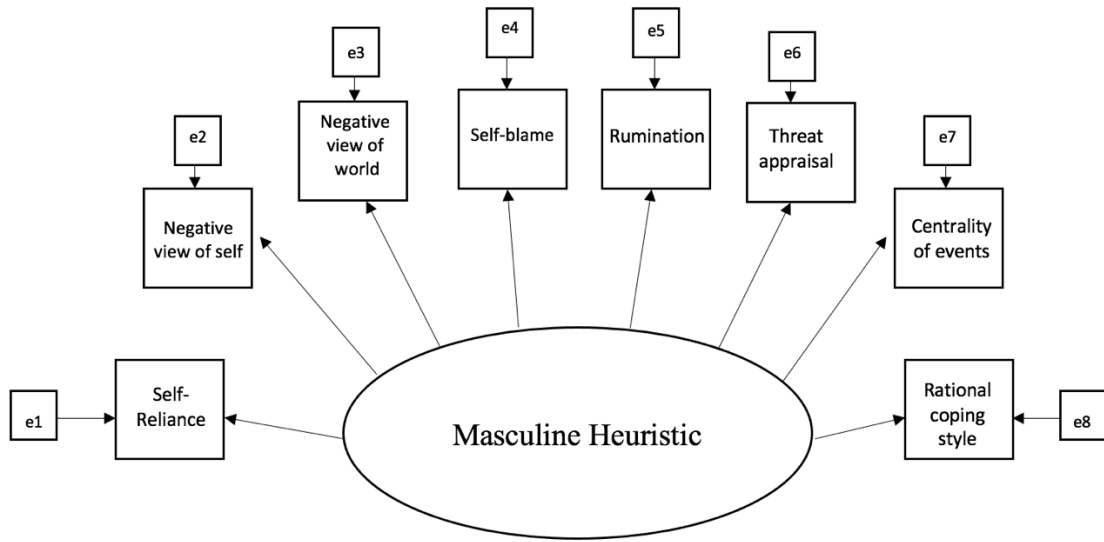 e4
e5
e3
e6
Self-blame
Rumination
Negative
view of
world
Threat
appraisal
e2
e7
Negative
view of self
Centrality
of events
Self-
Reliance
e1
Rational
coping
style
e8
Masculine Heuristic